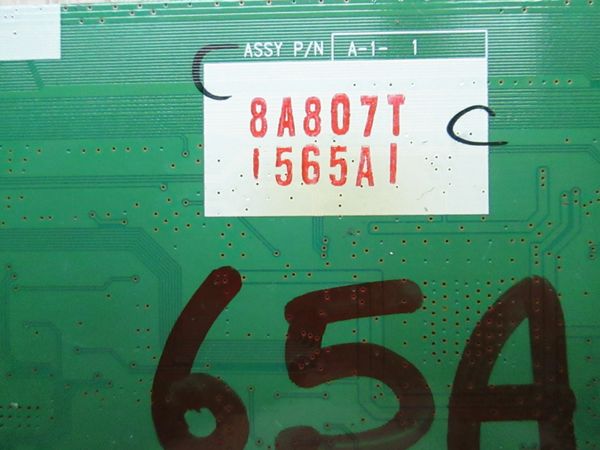 ASSY P/N A-1- 1
8A807T
1565A1
65A